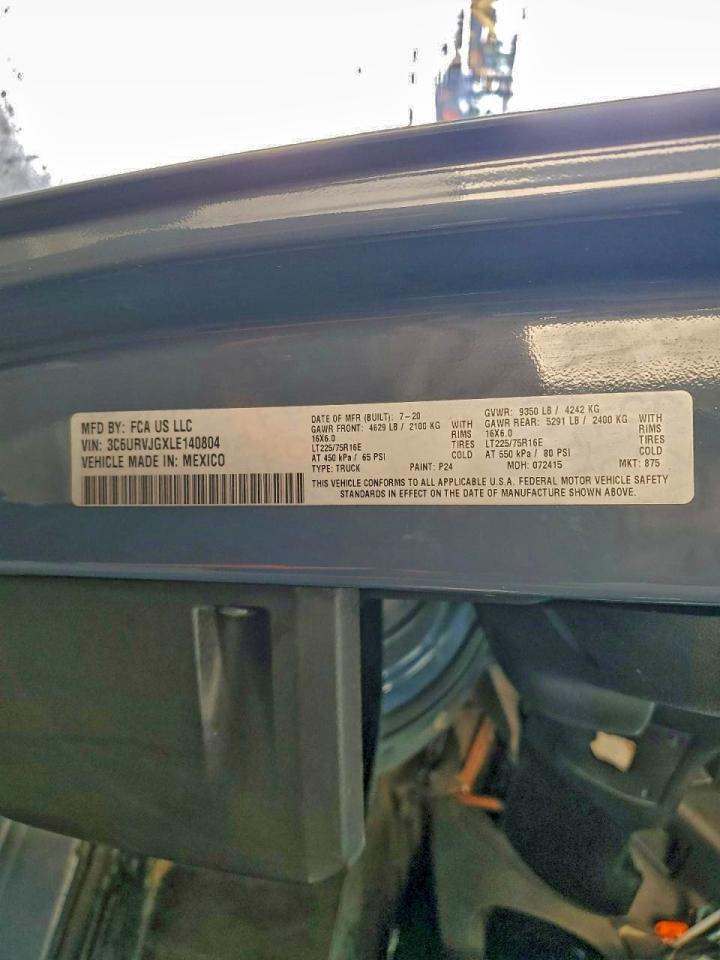 MFD BY: FCA US LLC
VIN: 3C6URVJGXLE140804
VEHICLE MADE IN: MEXICO
DATE OF MFR (BUILT): 7-20
GAWR FRONT: 4629 LB / 2100 KG WITH
16X6.0 RIMS
LT225/75R16E TIRES
AT 450 kPa / 65 PSI COLD
TYPE: TRUCK PAINT: P24
GVWR: 9350 LB / 4242 KG
GAWR REAR: 5291 LB / 2400 KG WITH
16X6.0 RIMS
LT225/75R16E TIRES
AT 550 kPa / 80 PSI COLD
MOH: 072415 MKT: 875
THIS VEHICLE CONFORMS TO ALL APPLICABLE U.S.A. FEDERAL MOTOR VEHICLE SAFETY
STANDARDS IN EFFECT ON THE DATE OF MANUFACTURE SHOWN ABOVE.